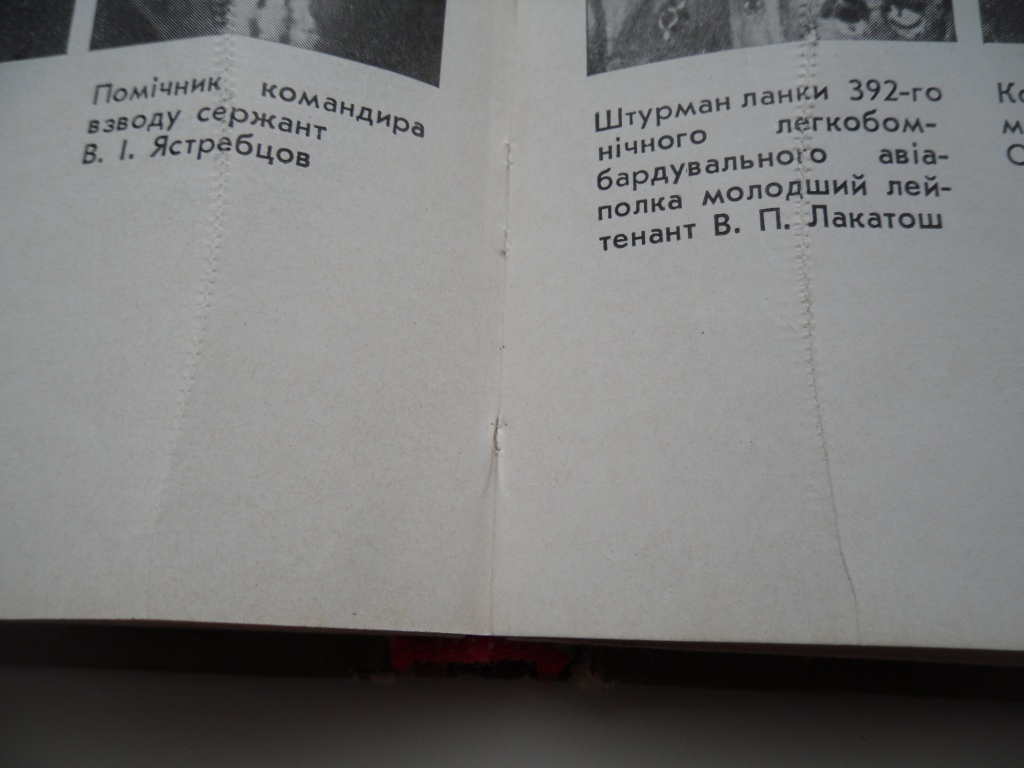 Помічник командира
взводу сержант
В. І. Ястребцов
Штурман ланки 392-го
нічного легкобом-
бардувального авіа-
полка молодший лей-
тенант В. П. Лакатош